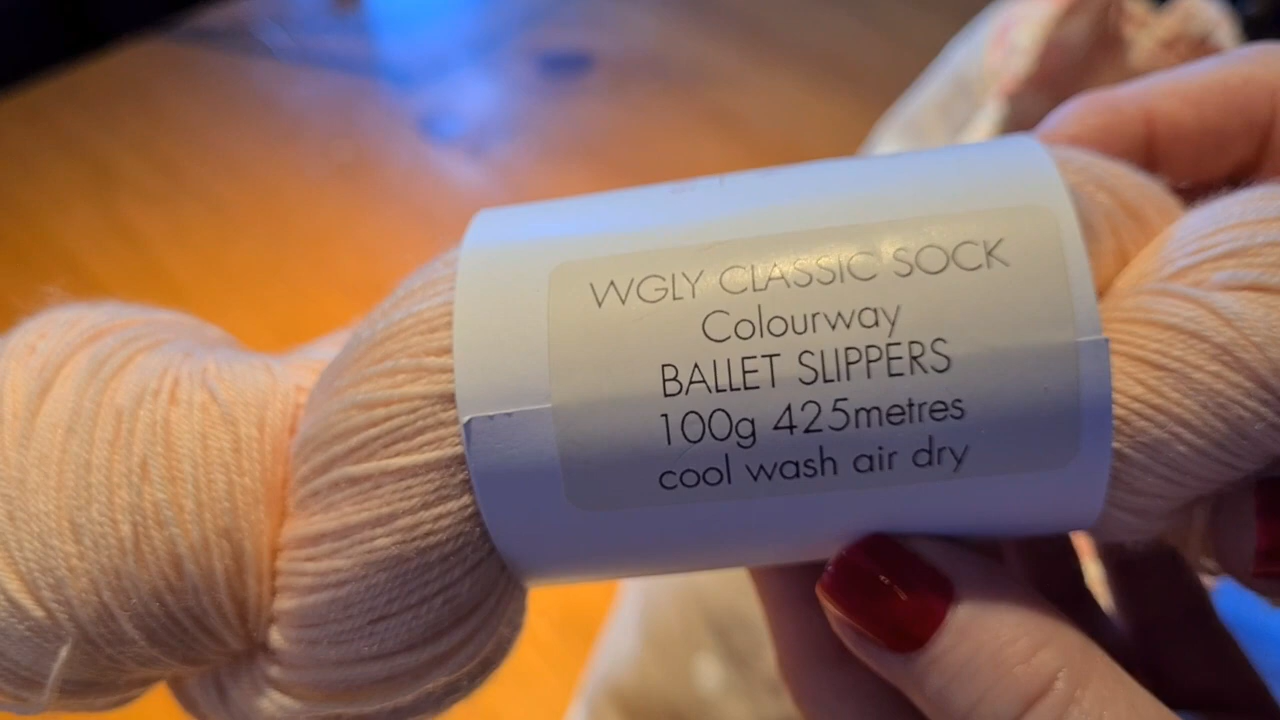 WGLY CLASSIC SOCK
Colourway
BALLET SLIPPERS
100g 425metres
cool wash air dry